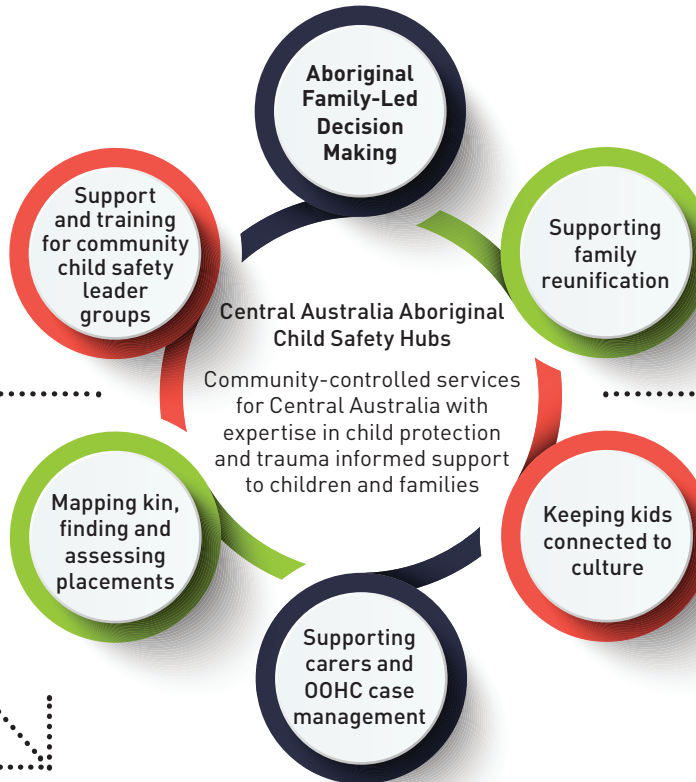 Aboriginal
Family-Led
Decision
Making
Supporting
family
reunification
Keeping kids
connected to
culture
Supporting
carers and
OOHC case
management
Mapping kin,
finding and
assessing
placements
Support
and training
for community
child safety
leader
groups
Central Australia Aboriginal
Child Safety Hubs
Community-controlled services
for Central Australia with
expertise in child protection
and trauma informed support
to children and families